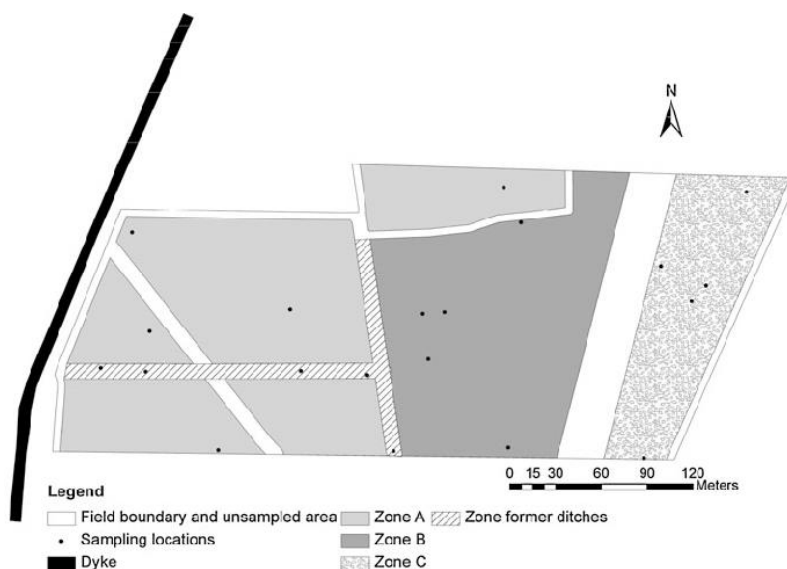 N
0 15 30 60 90 120
Meters
Legend
Field boundary and unsampled area Zone A Zone former ditches
Sampling locations Zone B
Dyke Zone C